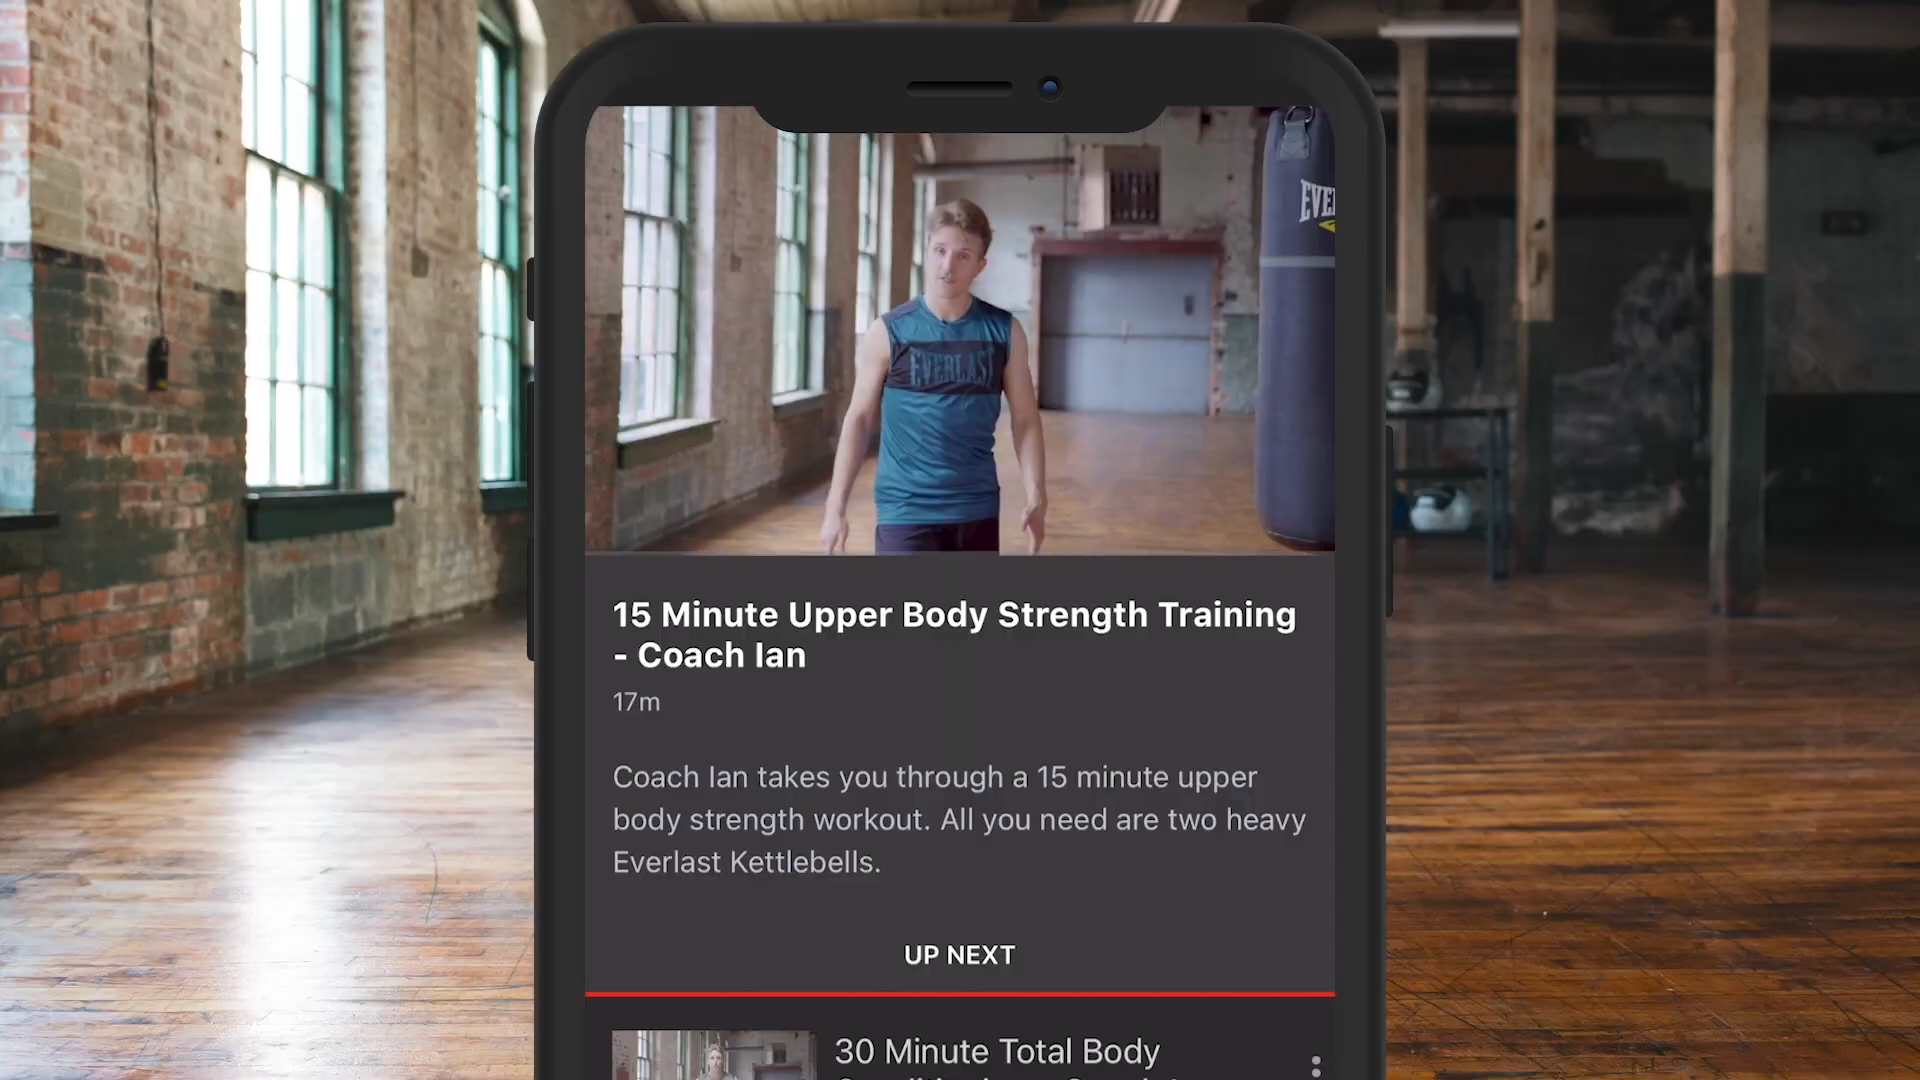 EVERLAST
15 Minute Upper Body Strength Training
- Coach Ian
17m
Coach Ian takes you through a 15 minute upper
body strength workout. All you need are two heavy
Everlast Kettlebells.
UP NEXT
30 Minute Total Body